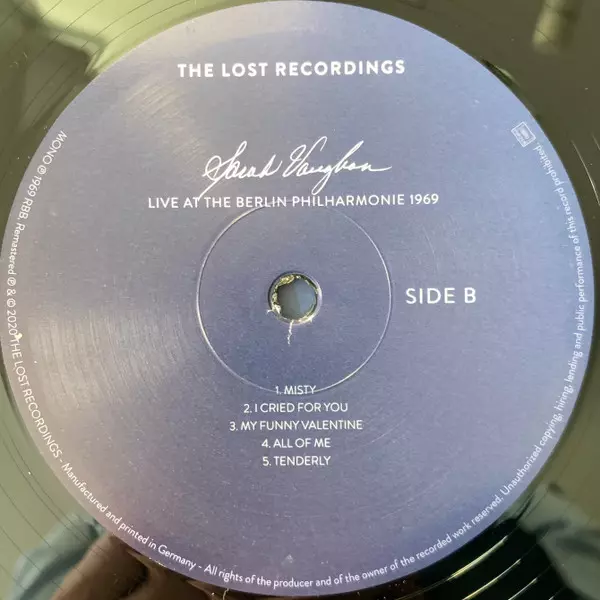 THE LOST RECORDINGS
Sarah Vaughan
LIVE AT THE BERLIN PHILHARMONIE 1969
SIDE B
1. MISTY
2. I CRIED FOR YOU
3. MY FUNNY VALENTINE
4. ALL OF ME
5. TENDERLY
MONO ℗ 1969 RBB. Remastered ℗ & © 2020 THE LOST RECORDINGS - Manufactured and printed in Germany - All rights of the producer and of the owner of the recorded work reserved. Unauthorized copying, hiring, lending and public performance of this record prohibited.